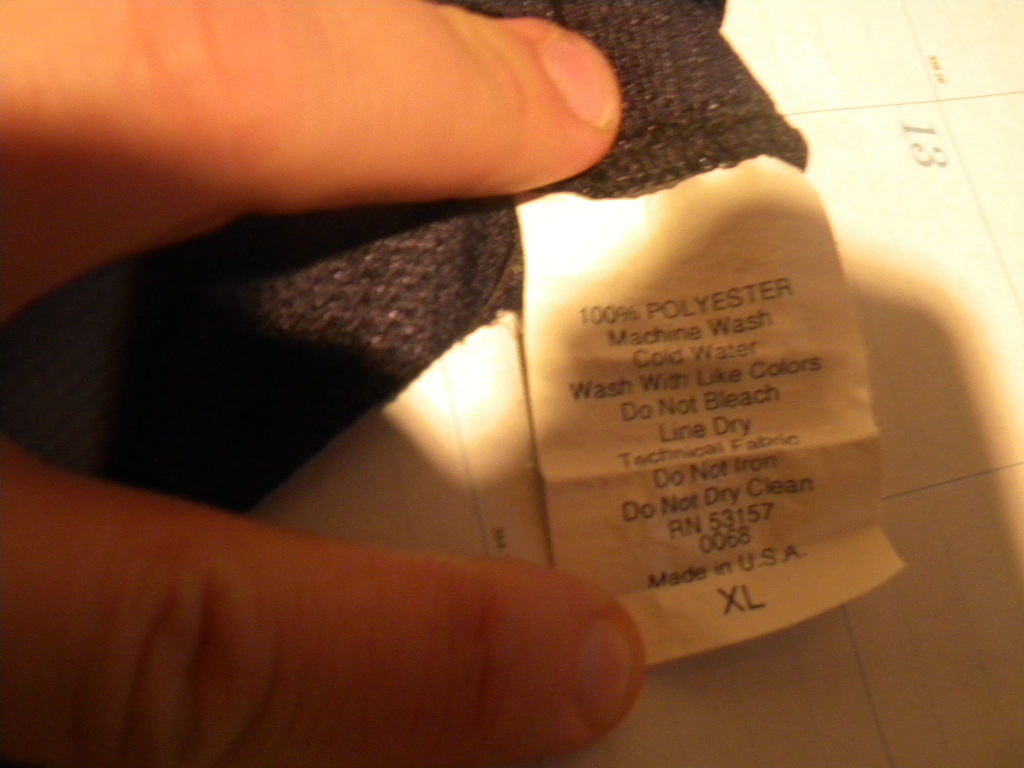 13
100% POLYESTER
Machine Wash
Cold Water
Wash With Like Colors
Do Not Bleach
Line Dry
Technical Fabric
Do Not Iron
Do Not Dry Clean
RN 53157
0068
Made in U.S.A.
XL